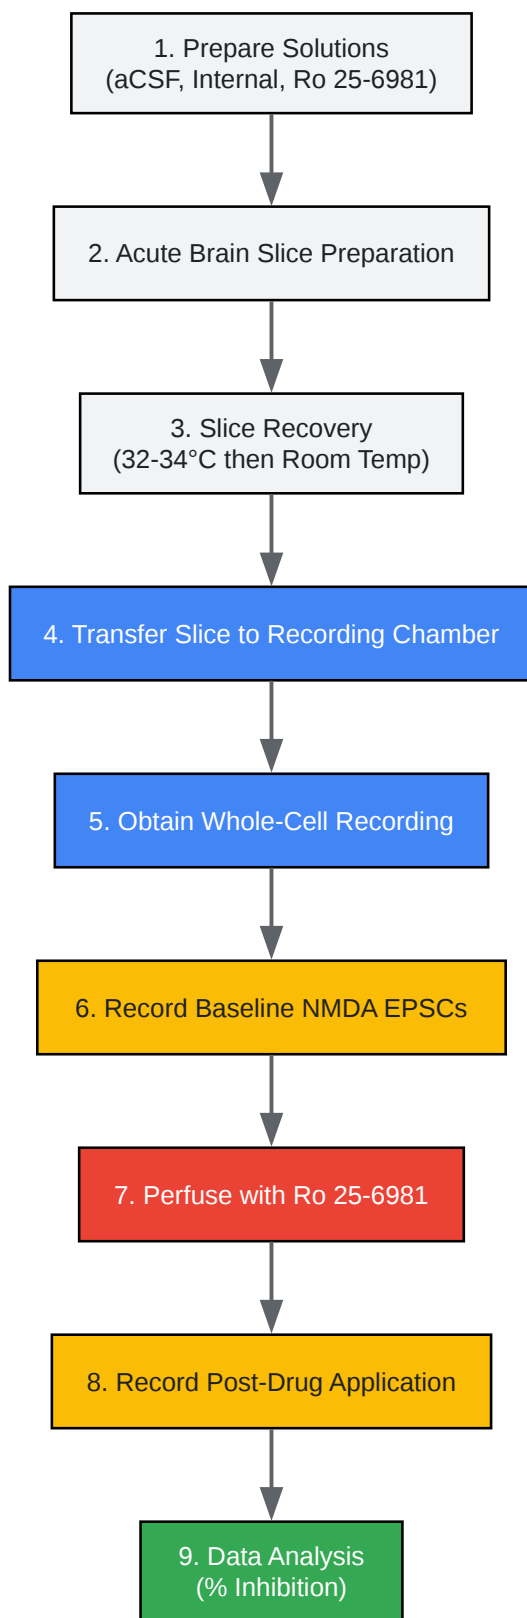 1. Prepare Solutions
(aCSF, Internal, Ro 25-6981)
2. Acute Brain Slice Preparation
3. Slice Recovery
(32-34°C then Room Temp)
4. Transfer Slice to Recording Chamber
5. Obtain Whole-Cell Recording
6. Record Baseline NMDA EPSCs
7. Perfuse with Ro 25-6981
8. Record Post-Drug Application
9. Data Analysis
(% Inhibition)